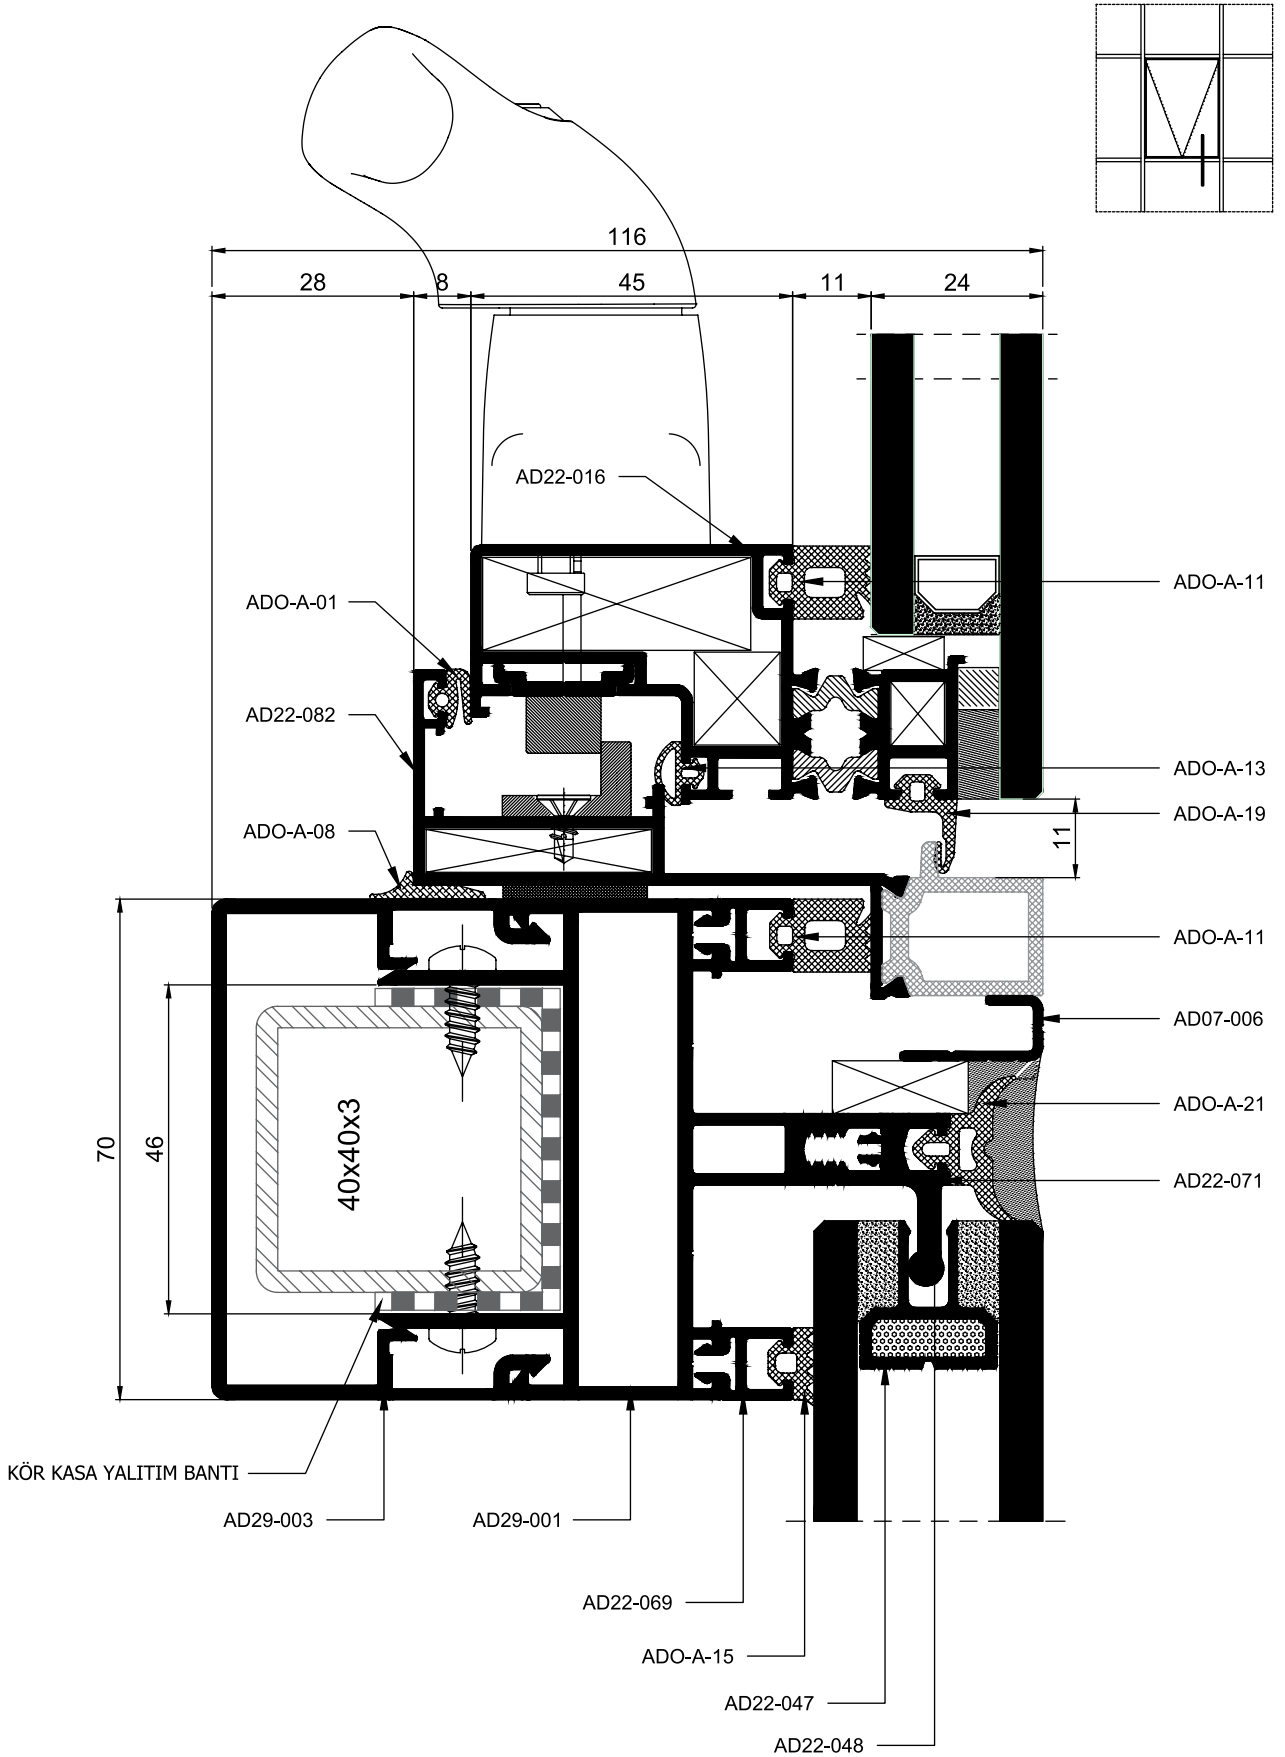 116
28
8
45
11
24
AD22-016
ADO-A-11
ADO-A-01
AD22-082
ADO-A-13
ADO-A-19
ADO-A-08
11
ADO-A-11
AD07-006
ADO-A-21
70
46
40x40x3
AD22-071
KÖR KASA YALITIM BANTI
AD29-003
AD29-001
AD22-069
ADO-A-15
AD22-047
AD22-048